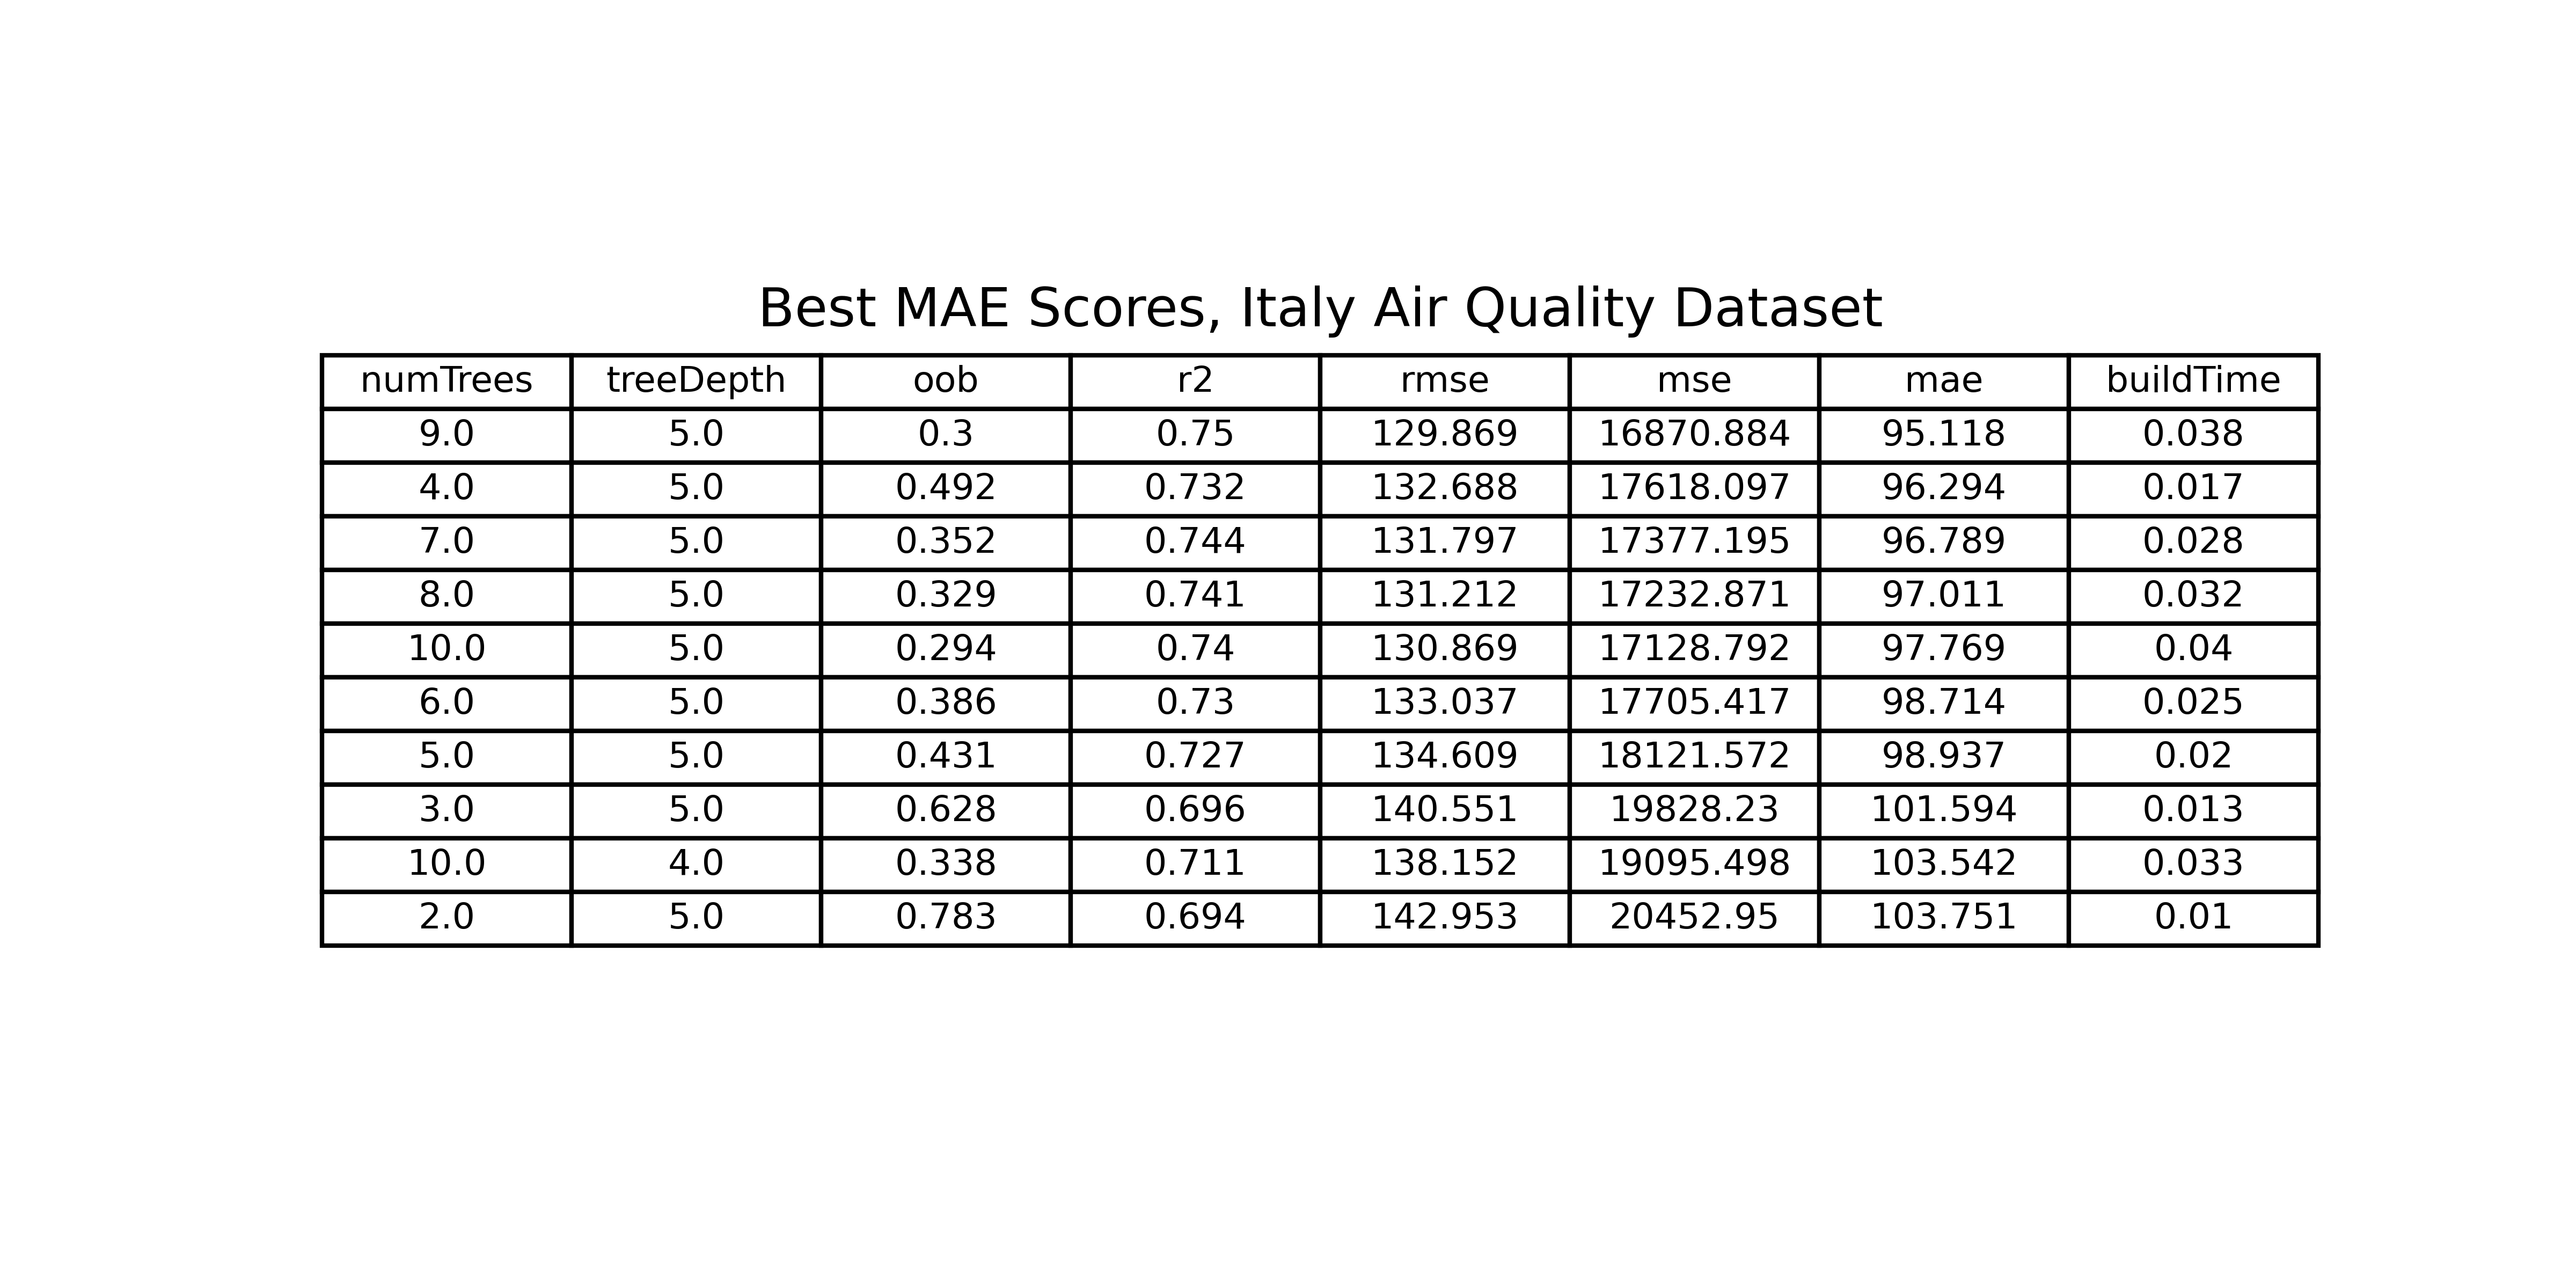 Best MAE Scores, Italy Air Quality Dataset
numTrees treeDepth oob r2 rmse mse mae buildTime
9.0 5.0 0.3 0.75 129.869 16870.884 95.118 0.038
4.0 5.0 0.492 0.732 132.688 17618.097 96.294 0.017
7.0 5.0 0.352 0.744 131.797 17377.195 96.789 0.028
8.0 5.0 0.329 0.741 131.212 17232.871 97.011 0.032
10.0 5.0 0.294 0.74 130.869 17128.792 97.769 0.04
6.0 5.0 0.386 0.73 133.037 17705.417 98.714 0.025
5.0 5.0 0.431 0.727 134.609 18121.572 98.937 0.02
3.0 5.0 0.628 0.696 140.551 19828.23 101.594 0.013
10.0 4.0 0.338 0.711 138.152 19095.498 103.542 0.033
2.0 5.0 0.783 0.694 142.953 20452.95 103.751 0.01